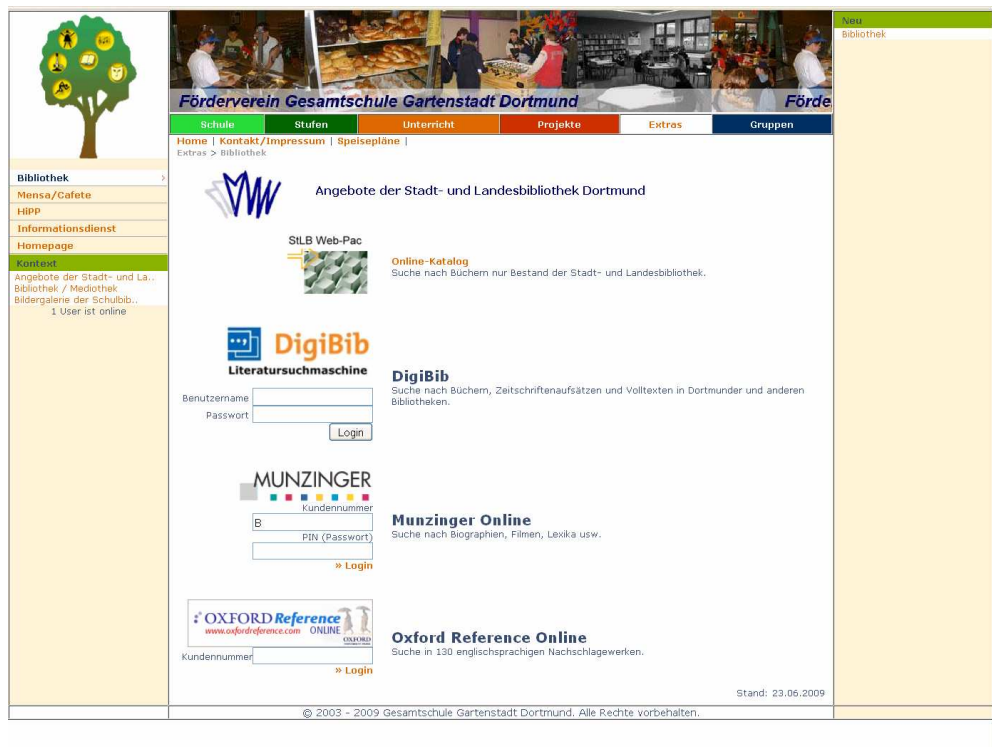 Förderverein Gesamtschule Gartenstadt Dortmund
Förde
Neu
Bibliothek
Schule
Stufen
Unterricht
Projekte
Extras
Gruppen
Home | Kontakt/Impressum | Speisepläne |
Extras > Bibliothek
Bibliothek >
Mensa/Cafete
HiPP
Informationsdienst
Homepage
Kontext
Angebote der Stadt- und La..
Bibliothek / Mediothek
Bildergalerie der Schulbib..
1 User ist online
Angebote der Stadt- und Landesbibliothek Dortmund
StLB Web-Pac
Online-Katalog
Suche nach Büchern nur Bestand der Stadt- und Landesbibliothek.
DigiBib
Literatursuchmaschine
Benutzername
Passwort
Login
DigiBib
Suche nach Büchern, Zeitschriftenaufsätzen und Volltexten in Dortmunder und anderen
Bibliotheken.
MUNZINGER
Kundennummer
B
PIN (Passwort)
» Login
Munzinger Online
Suche nach Biographien, Filmen, Lexika usw.
OXFORD Reference
www.oxfordreference.com ONLINE
OXFORD
Kundennummer
» Login
Oxford Reference Online
Suche in 130 englischsprachigen Nachschlagewerken.
Stand: 23.06.2009
© 2003 - 2009 Gesamtschule Gartenstadt Dortmund. Alle Rechte vorbehalten.